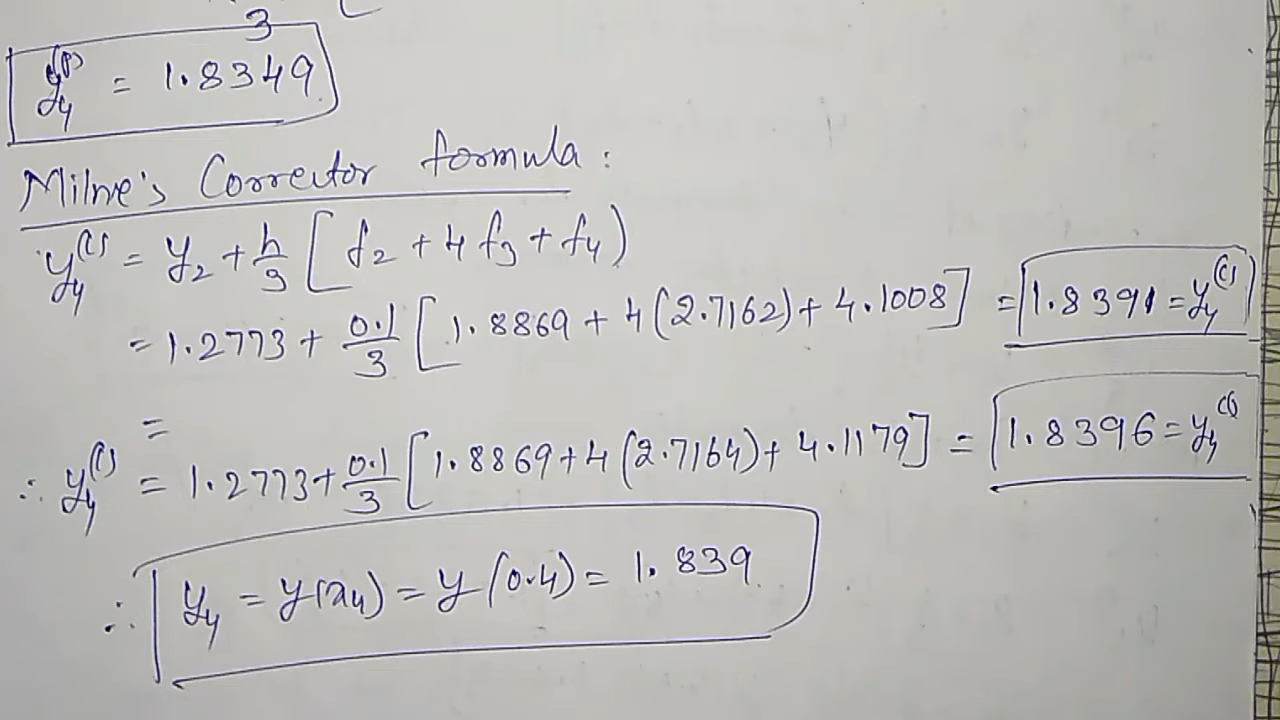 3 [
y₄⁽ᵖ⁾ = 1.8349
Milne's Corrector formula :
y₄⁽ᶜ⁾ = y₂ + h/3 [ f₂ + 4 f₃ + f₄ )
= 1.2773 + 0.1/3 [ 1.8869 + 4 (2.7162) + 4.1008 ] = 1.8391 = y₄⁽ᶜ⁾
=
∴ y₄⁽ᶜ⁾ = 1.2773 + 0.1/3 [ 1.8869 + 4 (2.7164) + 4.1179 ] = 1.8396 = y₄⁽ᶜ⁾
∴ y₄ = y(x₄) = y (0.4) = 1.839